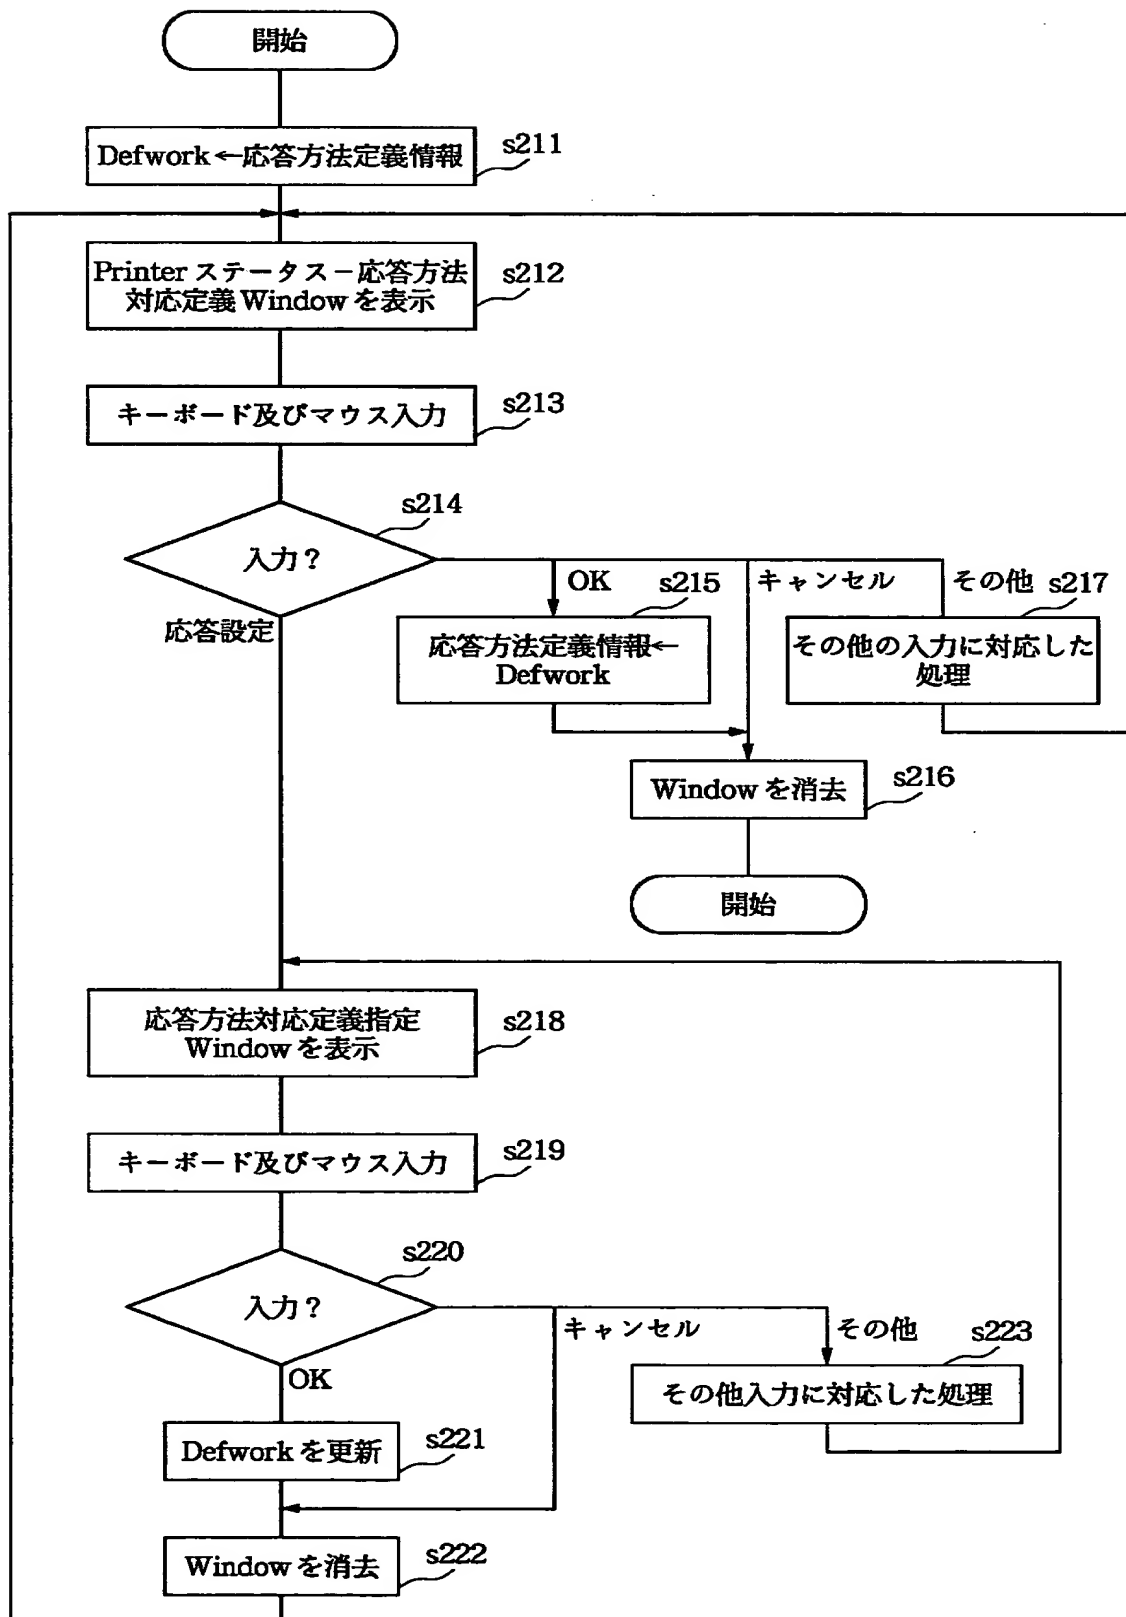 開始
Defwork←応答方法定義情報
s211
Printer ステータス－応答方法
対応定義 Window を表示
s212
キーボード及びマウス入力
s213
入力？
s214
応答設定
OK
s215
キャンセル
その他
s217
応答方法定義情報←
Defwork
その他の入力に対応した
処理
Window を消去
s216
開始
応答方法対応定義指定
Window を表示
s218
キーボード及びマウス入力
s219
入力？
s220
キャンセル
その他
s223
OK
その他入力に対応した処理
Defwork を更新
s221
Window を消去
s222